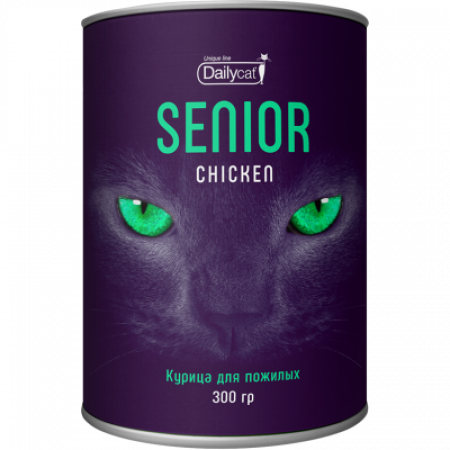 Unique line
Dailycat
SENIOR
CHICKEN
Курица для пожилых
300 гр